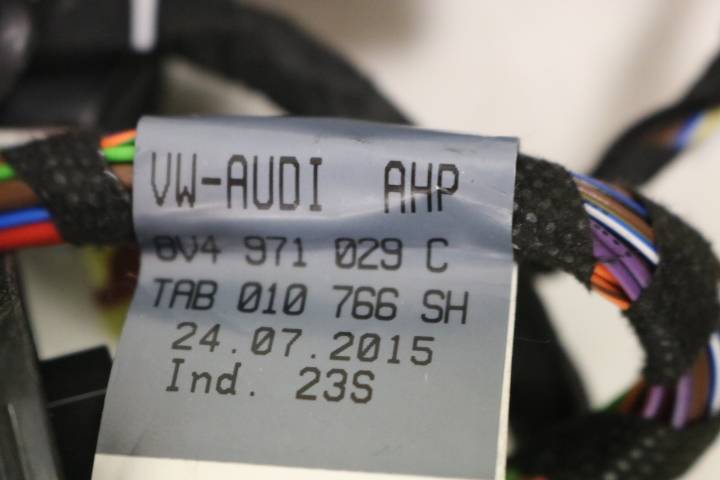 VW-AUDI AHP
8V4 971 029 C
TAB 010 766 SH
24.07.2015
Ind. 23S